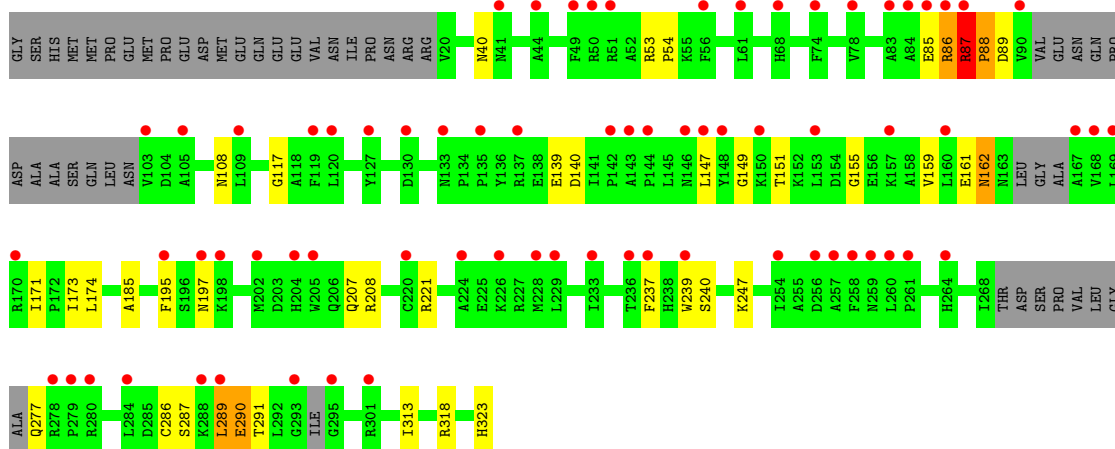 GLY SER HIS MET MET PRO GLU MET PRO GLU ASP MET GLU GLN GLU GLU VAL ASN ILE PRO ASN ARG ARG V20 N40 N41 A44 F49 R50 R51 A52 R53 P54 K55 F56 L61 H68 F74 V78 A83 A84 E85 R86 R87 P88 D89 V90 VAL GLU ASN GLN PRO
ASP ALA ALA SER GLN LEU ASN V103 D104 A105 N108 L109 G117 A118 F119 L120 Y127 D130 N133 P134 P135 Y136 R137 E138 E139 D140 I141 P142 A143 P144 L145 N146 L147 Y148 G149 K150 T151 K152 L153 D154 G155 E156 K157 A158 V159 L160 E161 N162 N163 LEU GLY ALA A167 V168 L169
R170 I171 P172 I173 L174 A185 F195 S196 N197 K198 M202 D203 H204 W205 Q206 Q207 R208 C220 R221 A224 E225 K226 R227 M228 L229 I233 T236 F237 H238 W239 S240 K247 I254 A255 D256 A257 F258 N259 L260 P261 H264 I268 THR ASP SER PRO VAL LEU GLY
ALA Q277 R278 P279 R280 L284 D285 C286 S287 K288 L289 E290 T291 L292 G293 ILE G295 R301 I313 R318 H323